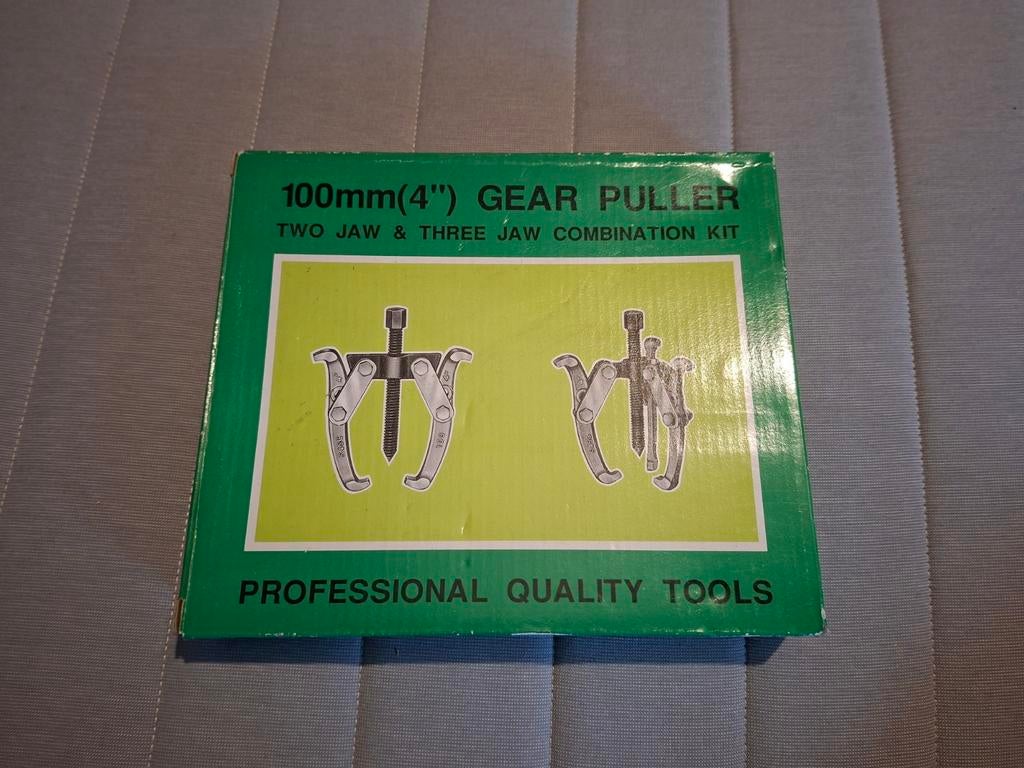 100mm(4") GEAR PULLER
TWO JAW & THREE JAW COMBINATION KIT
PROFESSIONAL QUALITY TOOLS